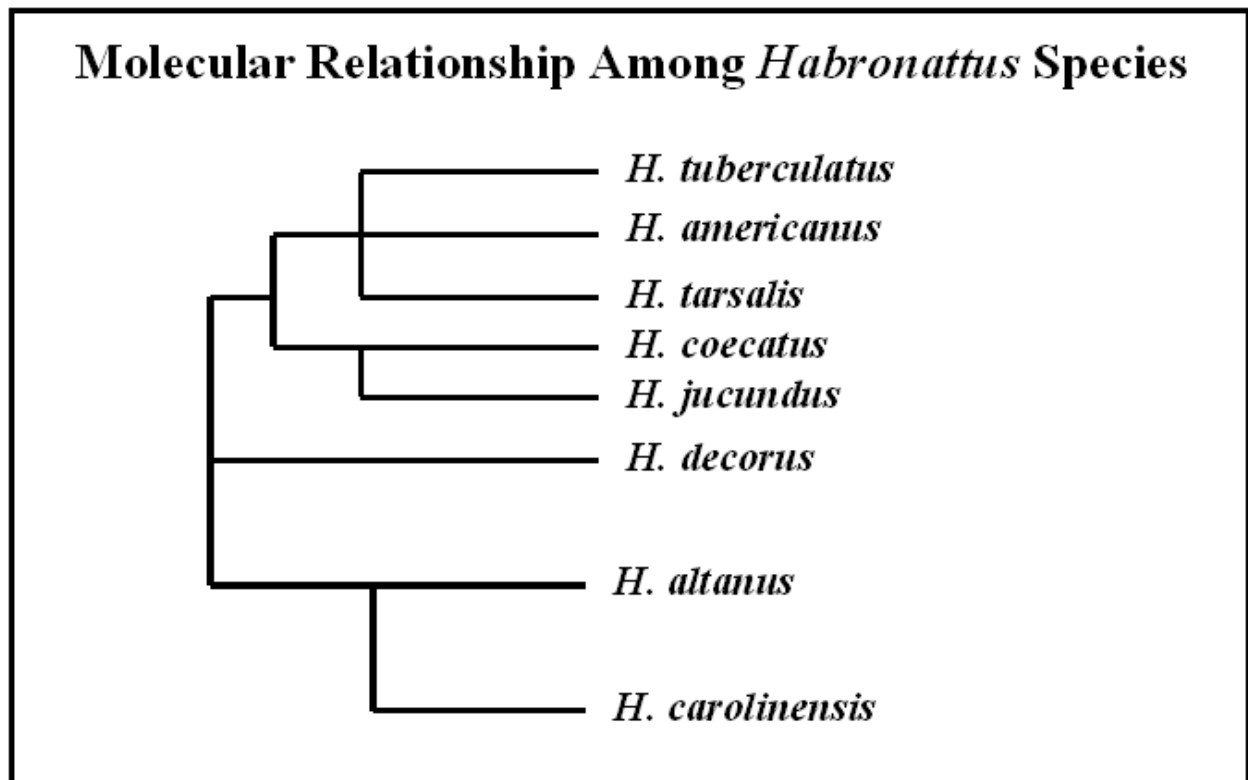 Molecular Relationship Among Habronattus Species
H. tuberculatus
H. americanus
H. tarsalis
H. coecatus
H. jucundus
H. decorus
H. altanus
H. carolinensis